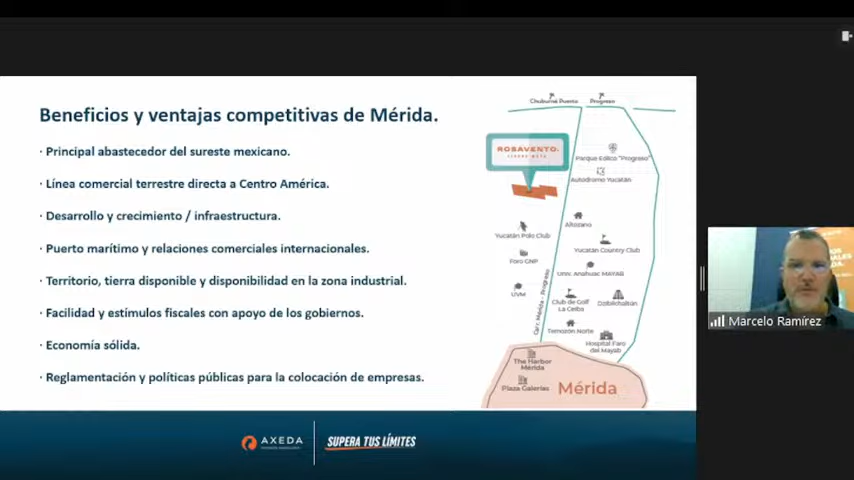 Beneficios y ventajas competitivas de Mérida.
· Principal abastecedor del sureste mexicano.
· Línea comercial terrestre directa a Centro América.
· Desarrollo y crecimiento / infraestructura.
· Puerto marítimo y relaciones comerciales internacionales.
· Territorio, tierra disponible y disponibilidad en la zona industrial.
· Facilidad y estímulos fiscales con apoyo de los gobiernos.
· Economía sólida.
· Reglamentación y políticas públicas para la colocación de empresas.
Chuburná Puerto
Progreso
ROSAVENTO
Parque Eólico "Progreso"
Autódromo Yucatán
Yucatán Polo Club
Altozano
Yucatán Country Club
Foro GNP
Univ. Anahuac MAYAB
UVM
Club de Golf
La Ceiba
Dzibilchaltún
Carr. Mérida - Progreso
Temozón Norte
Hospital Faro
del Mayab
The Harbor
Mérida
Plaza Galerías
Mérida
AXEDA
SUPERA TUS LÍMITES
Marcelo Ramírez